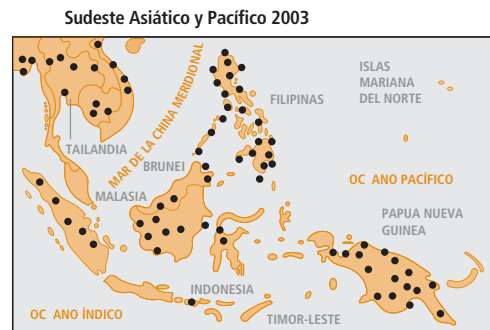 Sudeste Asiático y Pacífico 2003
ISLAS
MARIANA
DEL NORTE
MAR DE LA CHINA MERIDIONAL
FILIPINAS
TAILANDIA
BRUNEI
OC ANO PACÍFICO
MALASIA
PAPUA NUEVA
GUINEA
INDONESIA
OC ANO ÍNDICO
TIMOR-LESTE